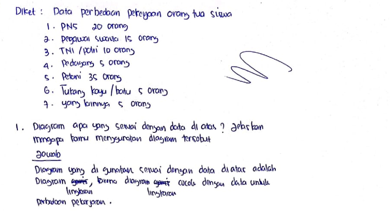 Diket : Data perbedaan pekerjaan orang tua siswa
1. PNS 20 orang
2. Pegawai swasta 15 orang
3. TNI/Polri 10 orang
4. Pedagang 5 orang
5. Petani 35 orang
6. Tukang kayu/batu 5 orang
7. yang lainnya 5 orang
1. Diagram apa yang sesuai dengan data di atas? Jelaskan
mengapa kamu menggunakan diagram tersebut
Jawab
Diagram yang di gunakan sesuai dengan data di atas adalah
Diagram garis, karena diagram garis cocok dengan data untuk
lingkaran lingkaran
perbedaan pekerjaan.